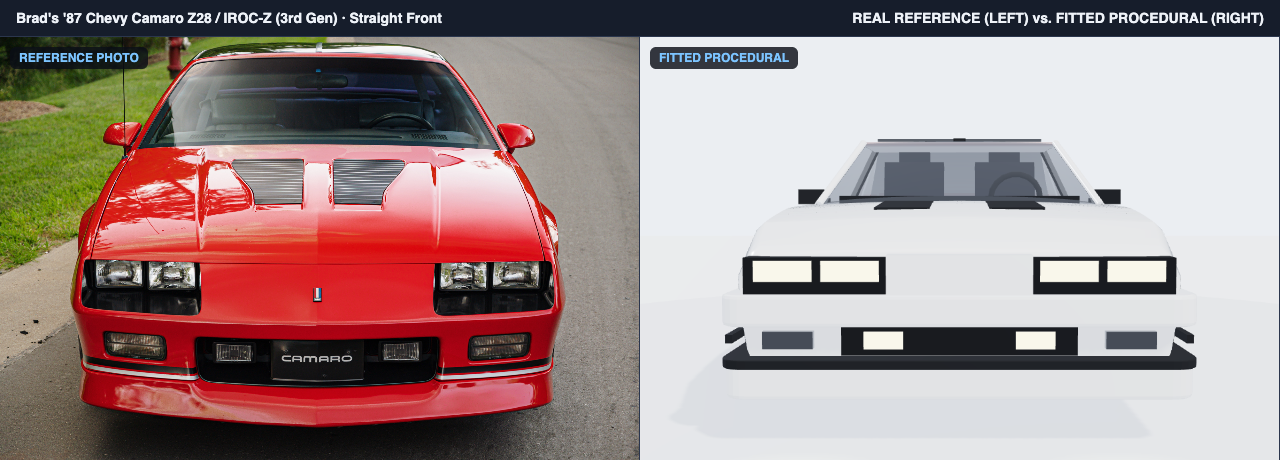 Brad's '87 Chevy Camaro Z28 / IROC-Z (3rd Gen) · Straight Front
REAL REFERENCE (LEFT) vs. FITTED PROCEDURAL (RIGHT)
REFERENCE PHOTO
FITTED PROCEDURAL
CAMARO